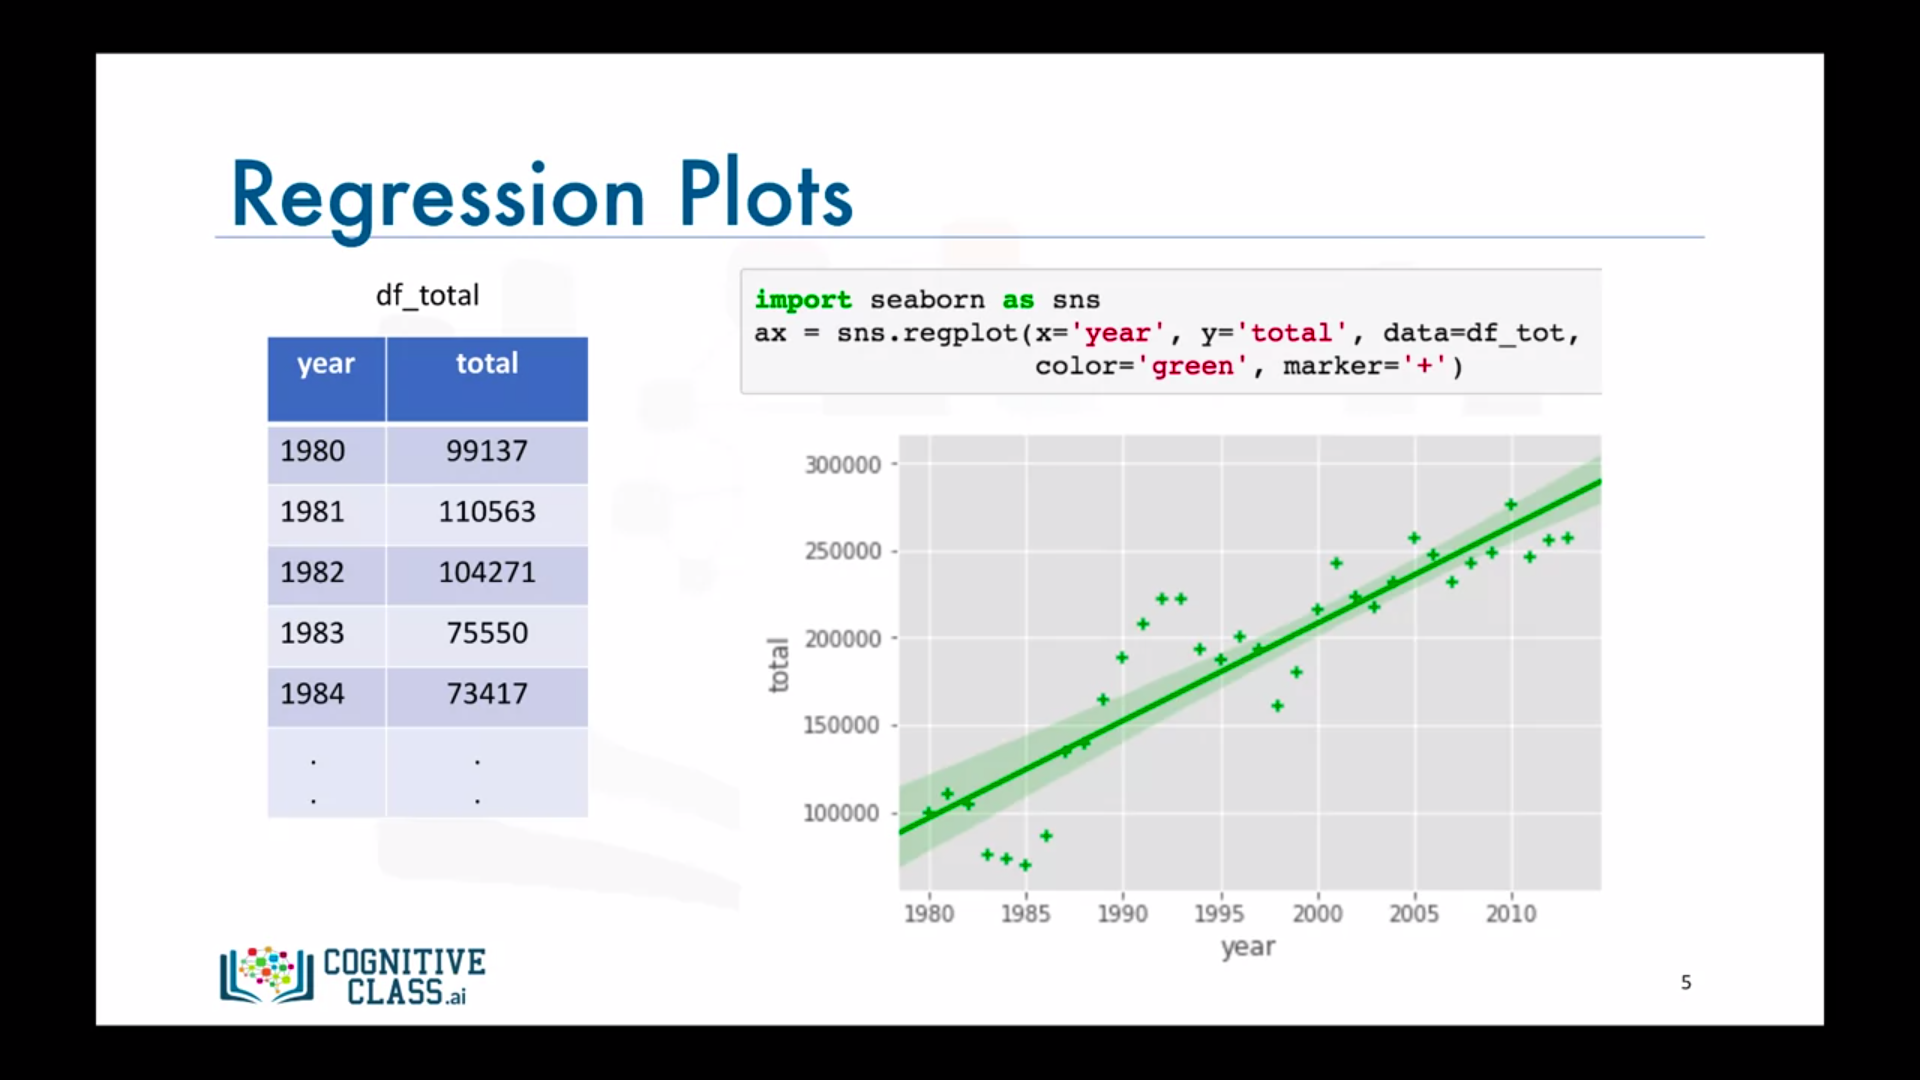 Regression Plots
df_total
year total
1980 99137
1981 110563
1982 104271
1983 75550
1984 73417
. .
. .
import seaborn as sns
ax = sns.regplot(x='year', y='total', data=df_tot,
color='green', marker='+')
300000
250000
200000
150000
100000
total
1980 1985 1990 1995 2000 2005 2010
year
COGNITIVE
CLASS.ai
5